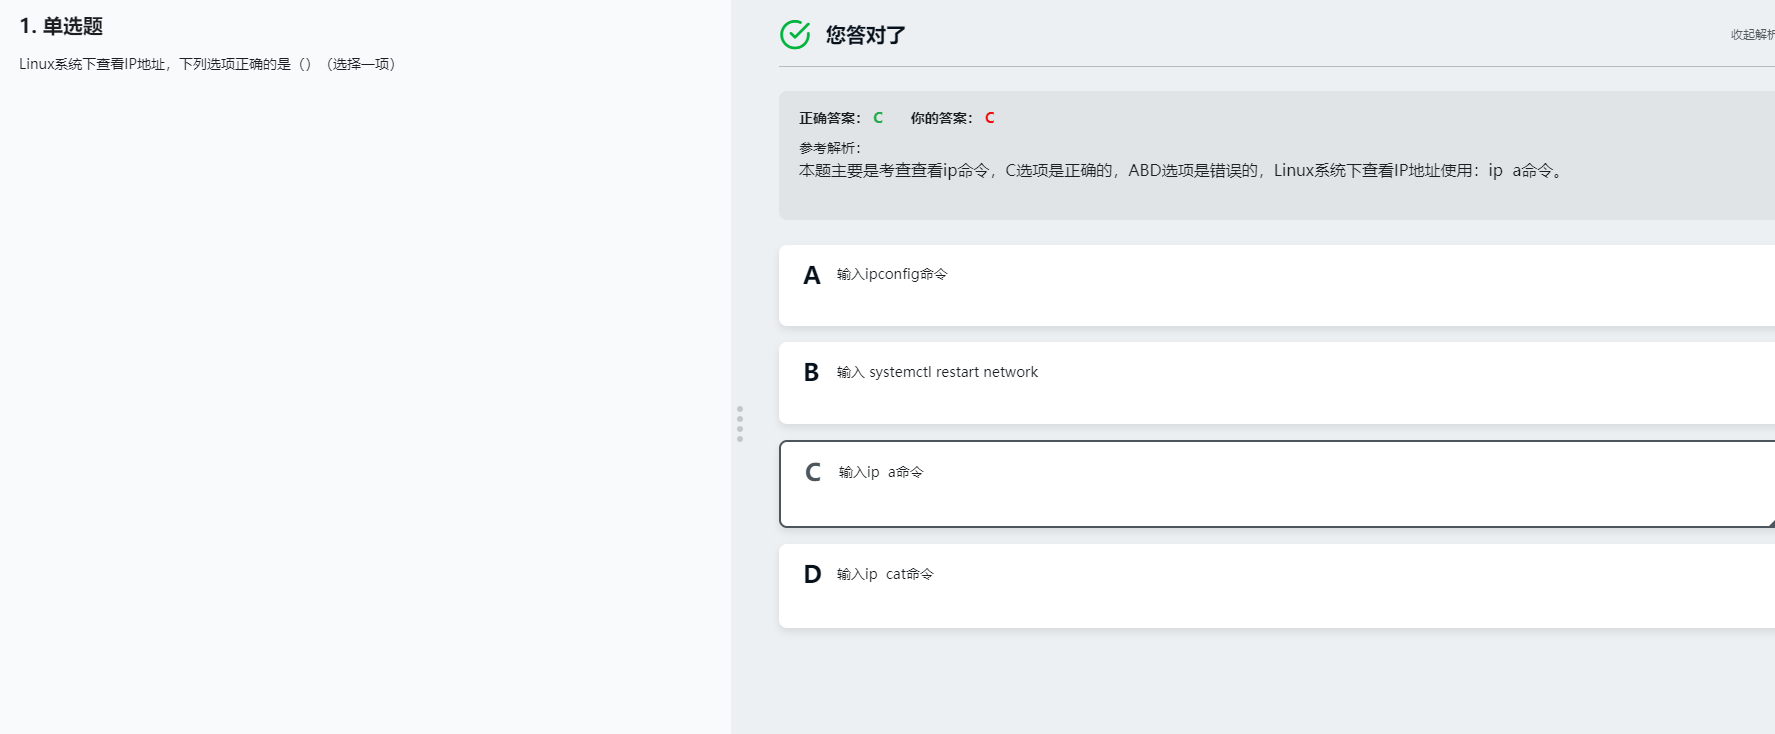 1. 单选题
Linux系统下查看IP地址，下列选项正确的是（）（选择一项）
您答对了
收起解析
正确答案： C 你的答案： C
参考解析：
本题主要是考查查看ip命令，C选项是正确的，ABD选项是错误的，Linux系统下查看IP地址使用：ip  a命令。
A 输入ipconfig命令
B 输入 systemctl restart network
C 输入ip  a命令
D 输入ip  cat命令